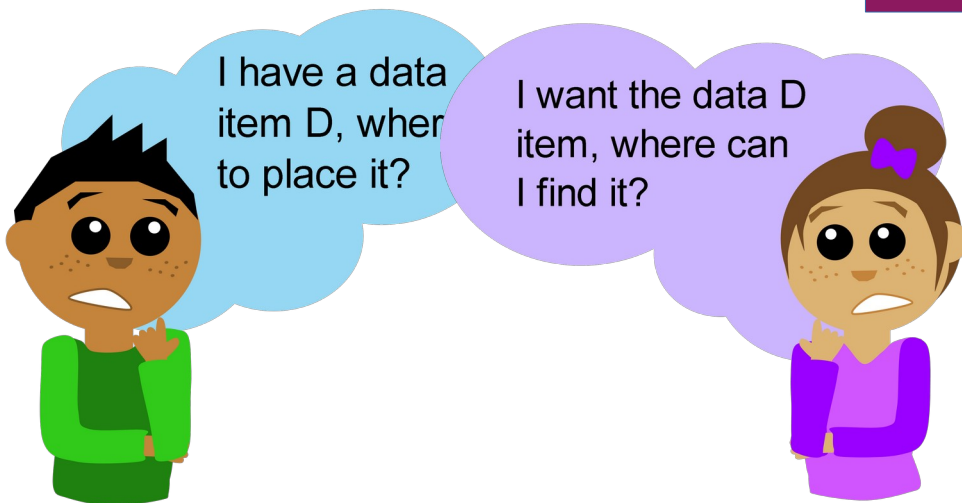 I have a data
item D, wher
to place it?
I want the data D
item, where can
I find it?